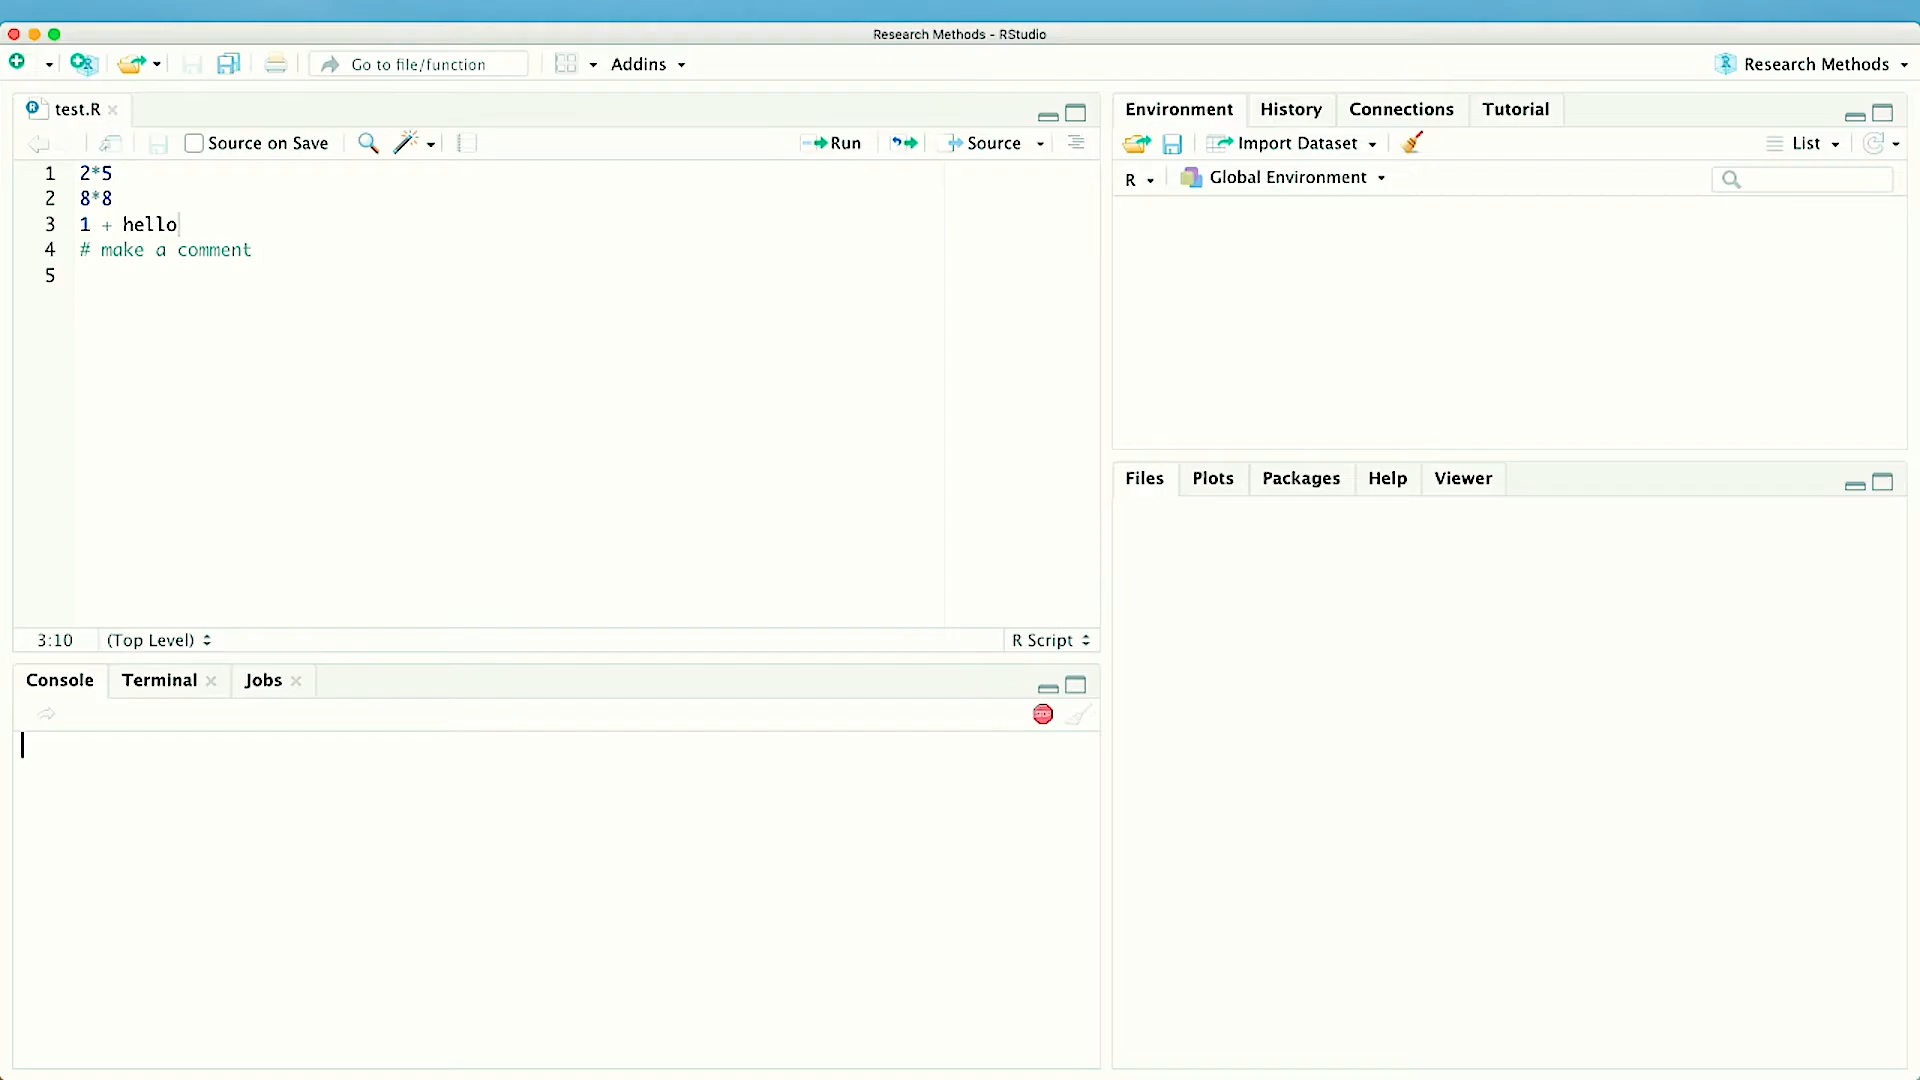 Research Methods - RStudio
Go to file/function
Addins
Research Methods
test.R
Source on Save
Run
Source
1 2*5
2 8*8
3 1 + hello
4 # make a comment
5
3:10
(Top Level)
R Script
Console
Terminal
Jobs
Environment
History
Connections
Tutorial
Import Dataset
List
R
Global Environment
Files
Plots
Packages
Help
Viewer